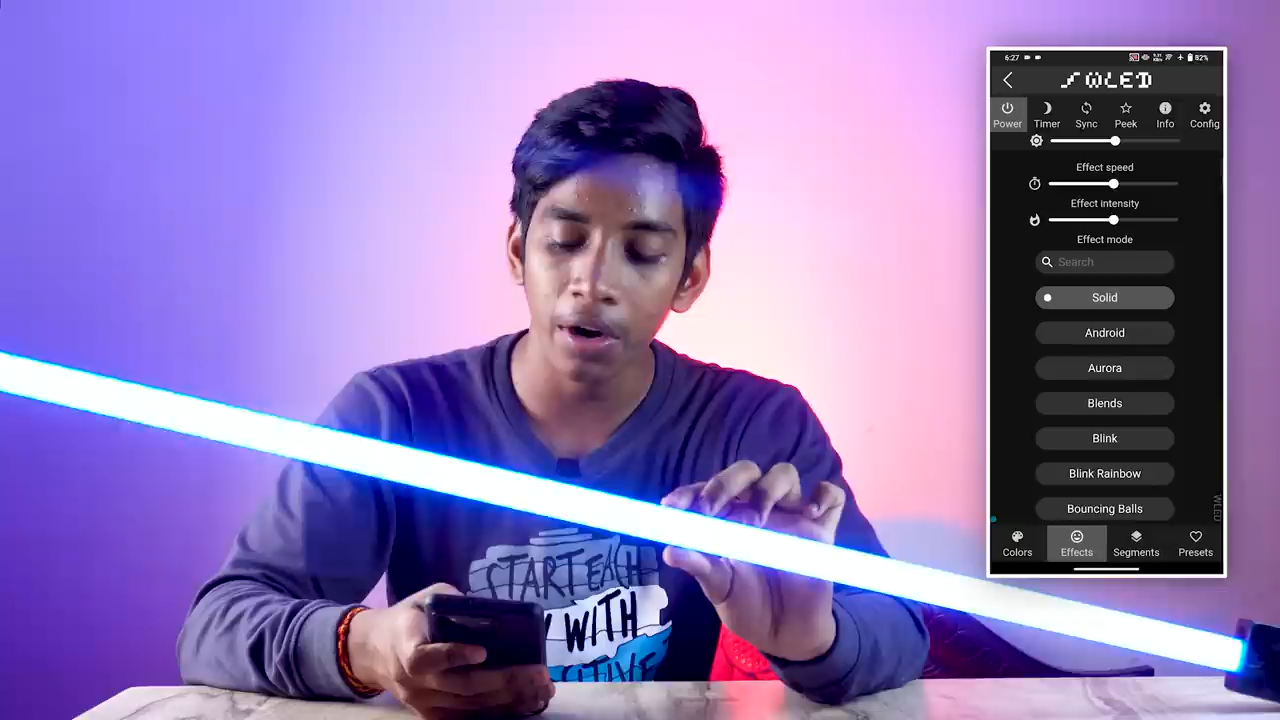 START EACH
WITH
6:27
82%
WLED
Power
Timer
Sync
Peek
Info
Config
Effect speed
Effect intensity
Effect mode
Search
Solid
Android
Aurora
Blends
Blink
Blink Rainbow
Bouncing Balls
WLED
Colors
Effects
Segments
Presets